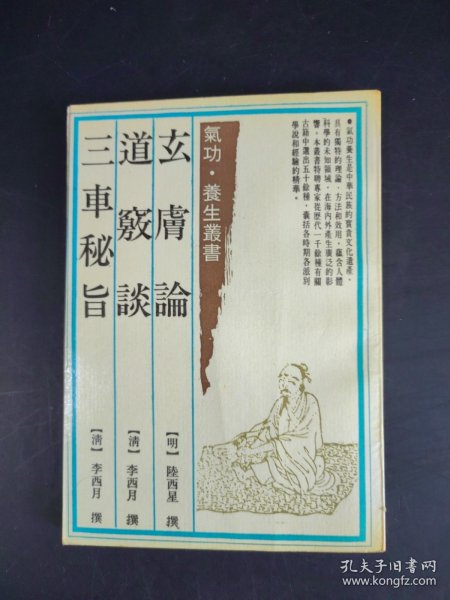 ●氣功養生是中華民族的寶貴文化遺產，
具有獨特的理論、方法和效用，蘊含人體
科學的未知領域，在海內外產生廣泛的影
響。本叢書特聘專家從歷代一千餘種有關
古籍中選出五十餘種，囊括各時期各派別
學說和經驗的精華。
氣功·養生叢書
玄膚論
【明】陸西星 撰
道竅談
【清】李西月 撰
三車秘旨
【清】李西月 撰
孔夫子旧书网
www.kongfz.com